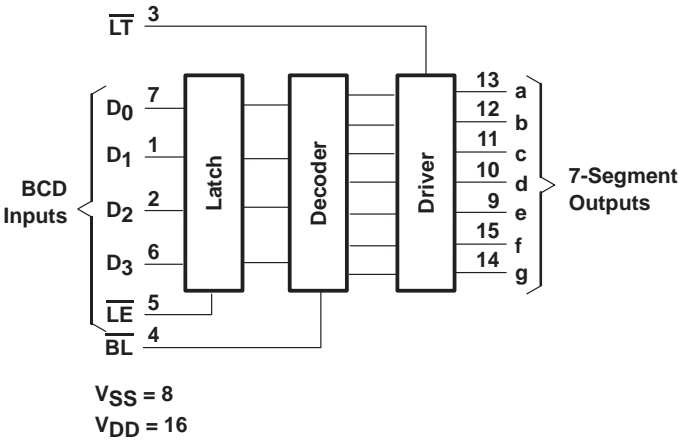 LT 3
D0 7
D1 1
D2 2
D3 6
LE 5
BL 4
BCD
Inputs
Latch
Decoder
Driver
13 a
12 b
11 c
10 d
9 e
15 f
14 g
7-Segment
Outputs
VSS = 8
VDD = 16